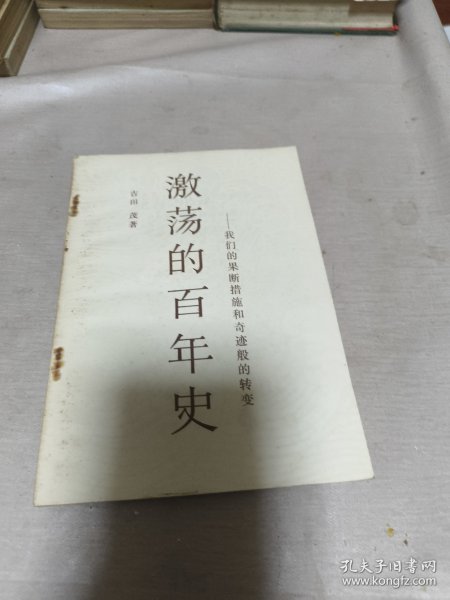 ——我们的果断措施和奇迹般的转变
激荡的百年史
吉田 茂著
孔夫子旧书网
www.kongfz.com